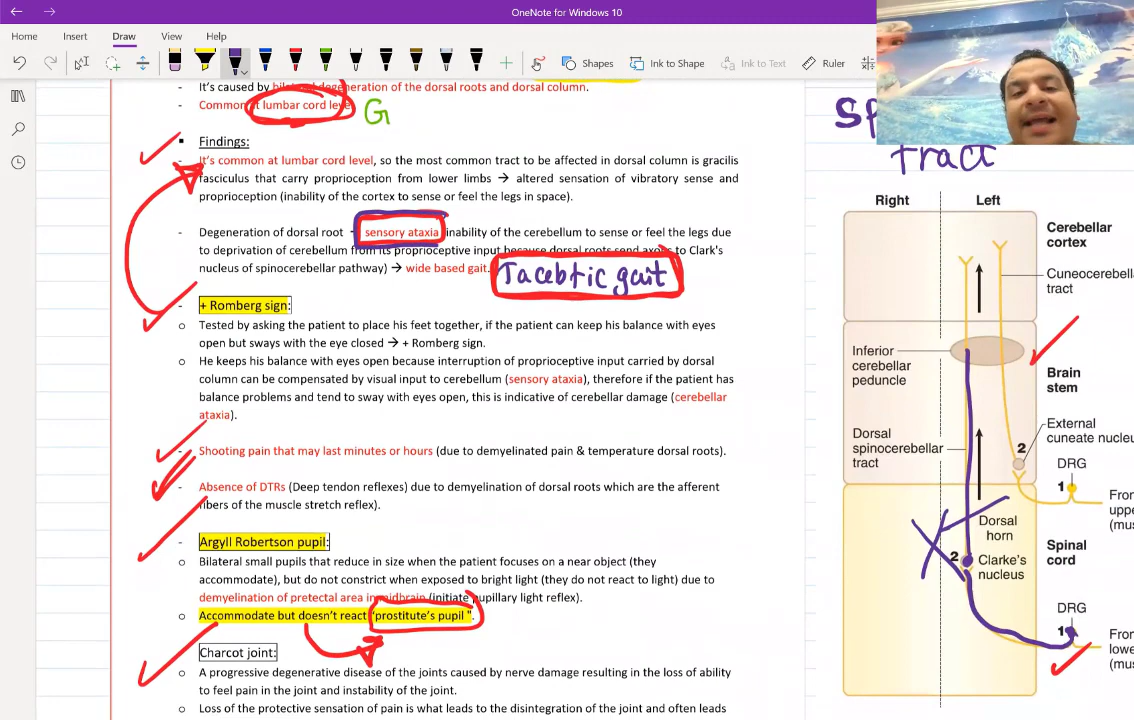 OneNote for Windows 10
Home Insert Draw View Help
Shapes Ink to Shape Ink to Text Ruler
- It's caused by bilateral degeneration of the dorsal roots and dorsal column.
- Common at lumbar cord level
G
▪ Findings:
- It's common at lumbar cord level, so the most common tract to be affected in dorsal column is gracilis
fasciculus that carry proprioception from lower limbs → altered sensation of vibratory sense and
proprioception (inability of the cortex to sense or feel the legs in space).
- Degeneration of dorsal root → sensory ataxia (inability of the cerebellum to sense or feel the legs due
to deprivation of cerebellum from its proprioceptive input because dorsal roots send axons to Clark's
nucleus of spinocerebellar pathway) → wide based gait.
Tacebtic gait
- + Romberg sign:
o Tested by asking the patient to place his feet together, if the patient can keep his balance with eyes
open but sways with the eye closed → + Romberg sign.
o He keeps his balance with eyes open because interruption of proprioceptive input carried by dorsal
column can be compensated by visual input to cerebellum (sensory ataxia), therefore if the patient has
balance problems and tend to sway with eyes open, this is indicative of cerebellar damage (cerebellar
ataxia).
- Shooting pain that may last minutes or hours (due to demyelinated pain & temperature dorsal roots).
- Absence of DTRs (Deep tendon reflexes) due to demyelination of dorsal roots which are the afferent
fibers of the muscle stretch reflex).
- Argyll Robertson pupil:
o Bilateral small pupils that reduce in size when the patient focuses on a near object (they
accommodate), but do not constrict when exposed to bright light (they do not react to light) due to
demyelination of pretectal area in midbrain (initiate pupillary light reflex).
o Accommodate but doesn't react "prostitute's pupil ".
Charcot joint:
o A progressive degenerative disease of the joints caused by nerve damage resulting in the loss of ability
to feel pain in the joint and instability of the joint.
o Loss of the protective sensation of pain is what leads to the disintegration of the joint and often leads
Sp
tract
Right Left
Cerebellar
cortex
Cuneocerebell
tract
Inferior
cerebellar
peduncle
Brain
stem
External
cuneate nucleu
Dorsal
spinocerebellar
tract
2
DRG
1
From
uppe
(mus
Dorsal
horn
Spinal
cord
2 Clarke's
nucleus
DRG
1
From
lowe
(mus